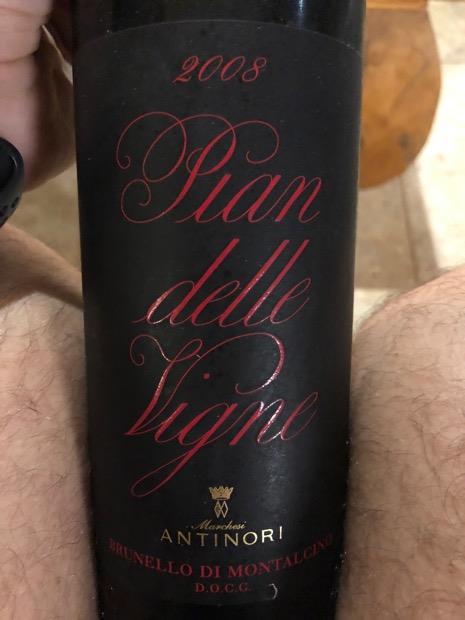 2008
Pian
delle
Vigne
Marchesi
ANTINORI
BRUNELLO DI MONTALCINO
D.O.C.G.